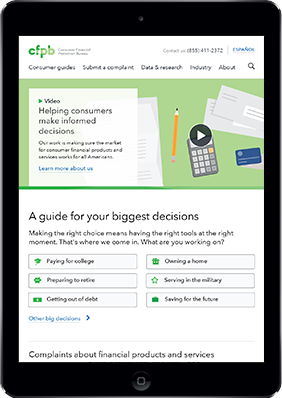 cfpb Consumer Financial
Protection Bureau
Contact us (855) 411-2372 ESPAÑOL
Consumer guides Submit a complaint Data & research Industry About
Video
Helping consumers
make informed
decisions
Our work is making sure the market
for consumer financial products and
services works for all Americans.
Learn more about us
A guide for your biggest decisions
Making the right choice means having the right tools at the right
moment. That's where we come in. What are you working on?
Paying for college Owning a home
Preparing to retire Serving in the military
Getting out of debt Saving for the future
Other big decisions
Complaints about financial products and services